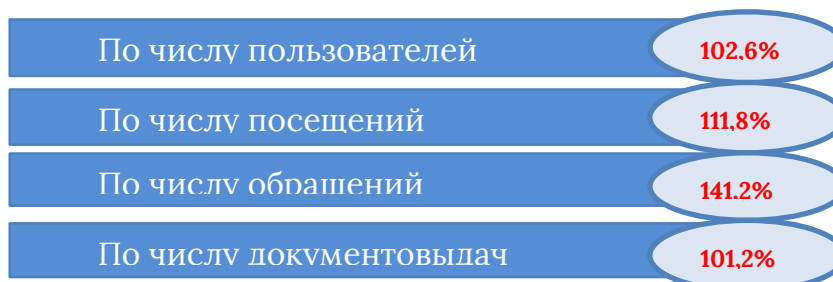 По числу пользователей 102,6%
По числу посещений 111,8%
По числу обращений 141,2%
По числу документовыдач 101,2%